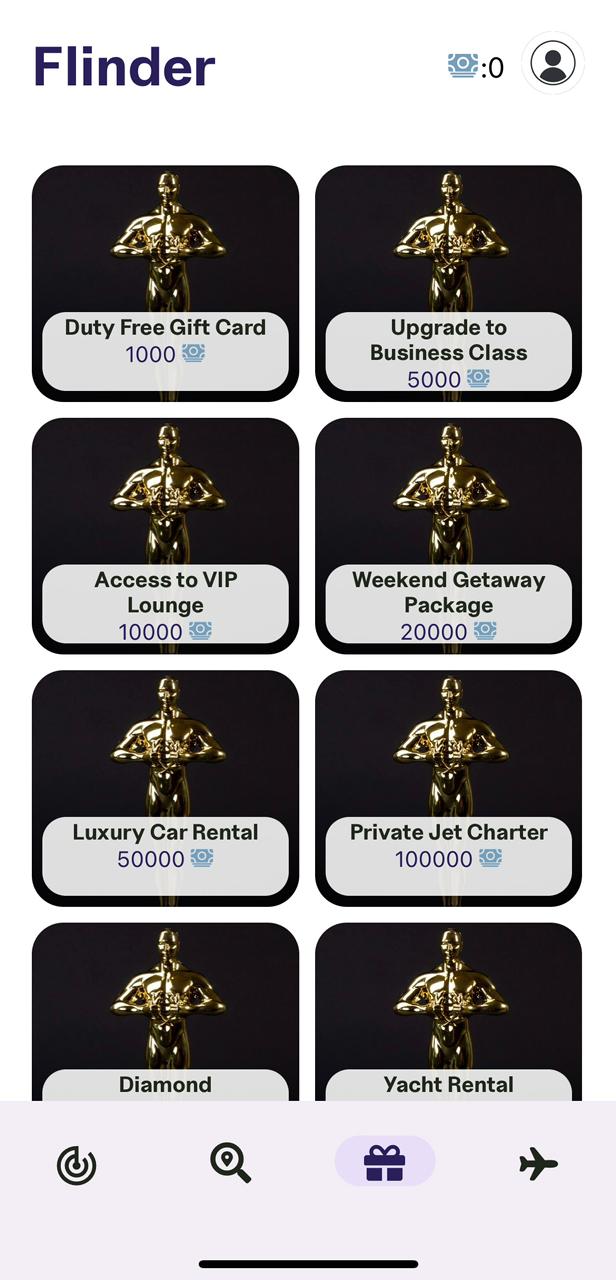 Flinder
:0
Duty Free Gift Card
1000
Upgrade to
Business Class
5000
Access to VIP
Lounge
10000
Weekend Getaway
Package
20000
Luxury Car Rental
50000
Private Jet Charter
100000
Diamond
Yacht Rental